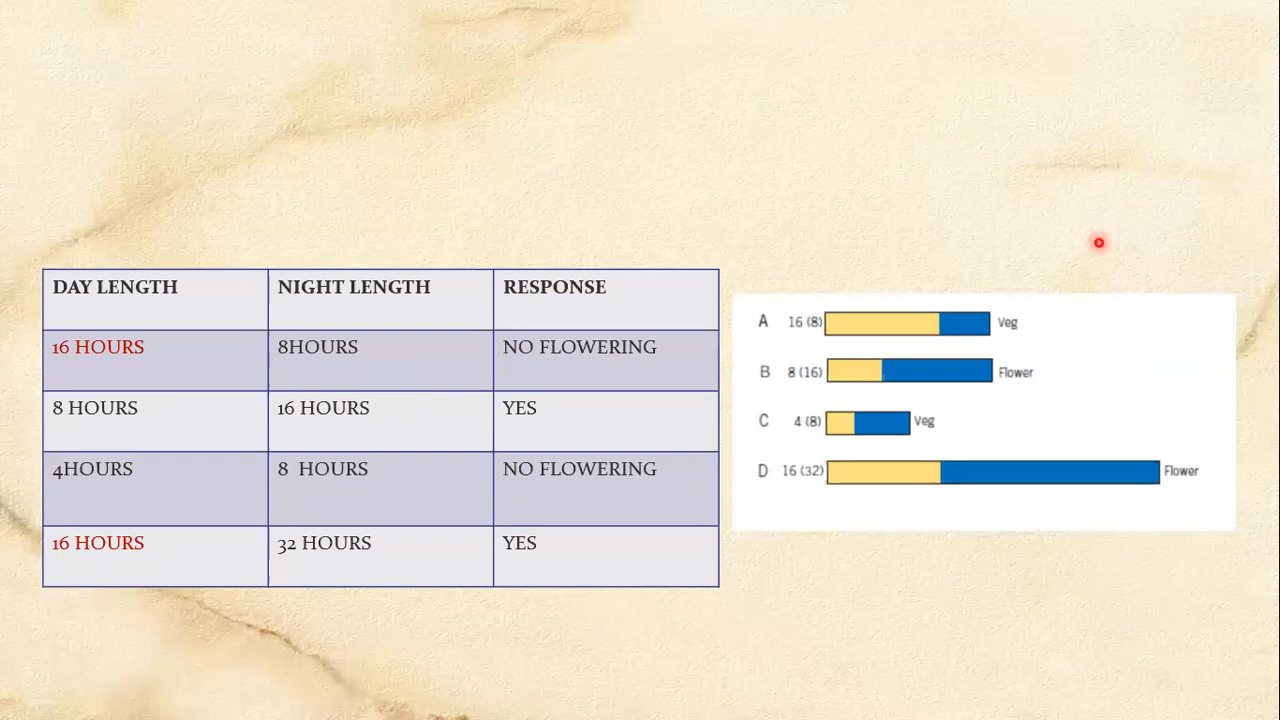 DAY LENGTH NIGHT LENGTH RESPONSE
16 HOURS 8HOURS NO FLOWERING
8 HOURS 16 HOURS YES
4HOURS 8 HOURS NO FLOWERING
16 HOURS 32 HOURS YES
A 16 (8) Veg
B 8 (16) Flower
C 4 (8) Veg
D 16 (32) Flower